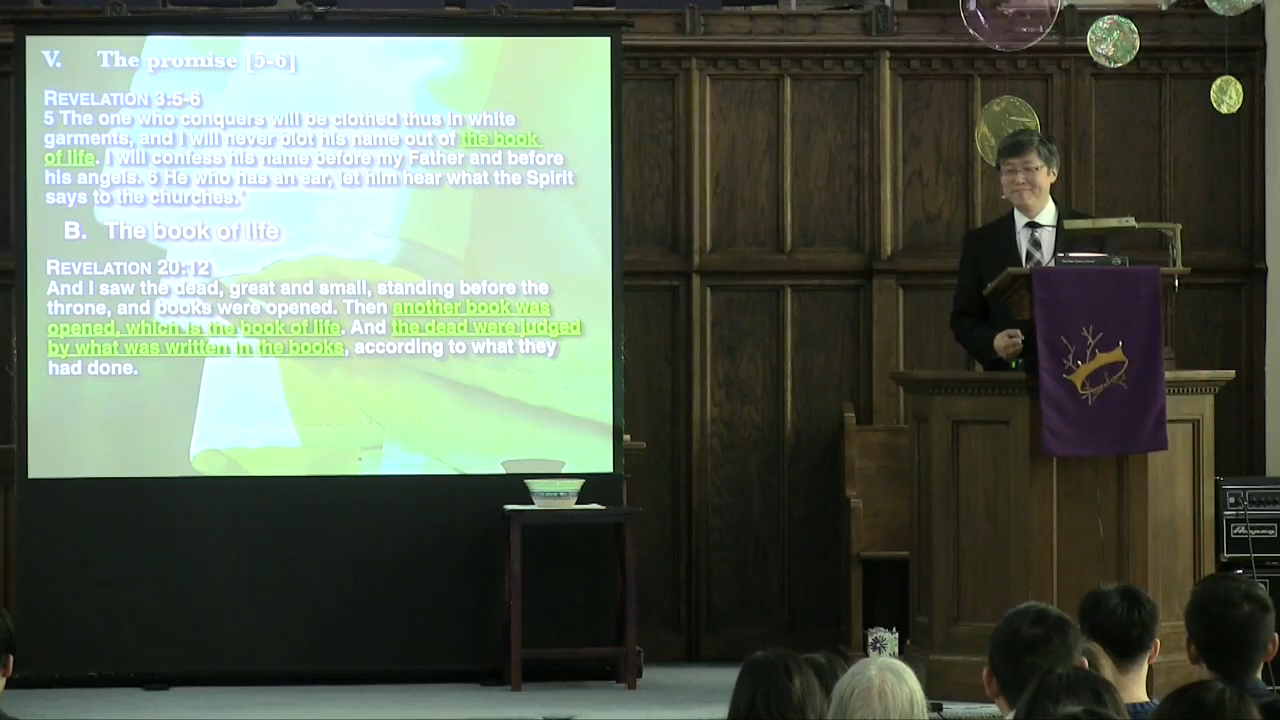 V. The promise [5-6]
REVELATION 3:5-6
5 The one who conquers will be clothed thus in white
garments, and I will never blot his name out of the book
of life. I will confess his name before my Father and before
his angels. 6 He who has an ear, let him hear what the Spirit
says to the churches.'
B. The book of life
REVELATION 20:12
And I saw the dead, great and small, standing before the
throne, and books were opened. Then another book was
opened, which is the book of life. And the dead were judged
by what was written in the books, according to what they
had done.
Ampeg